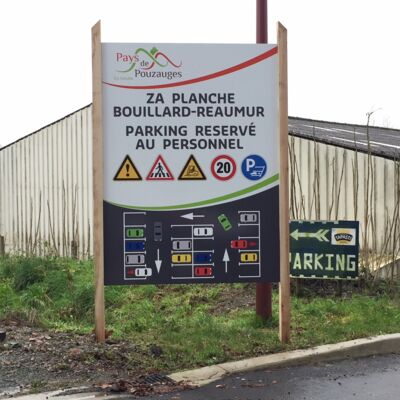 Pays
de
Pouzauges
ZA PLANCHE
BOUILLARD-REAUMUR
PARKING RESERVÉ
AU PERSONNEL
20
PARKING